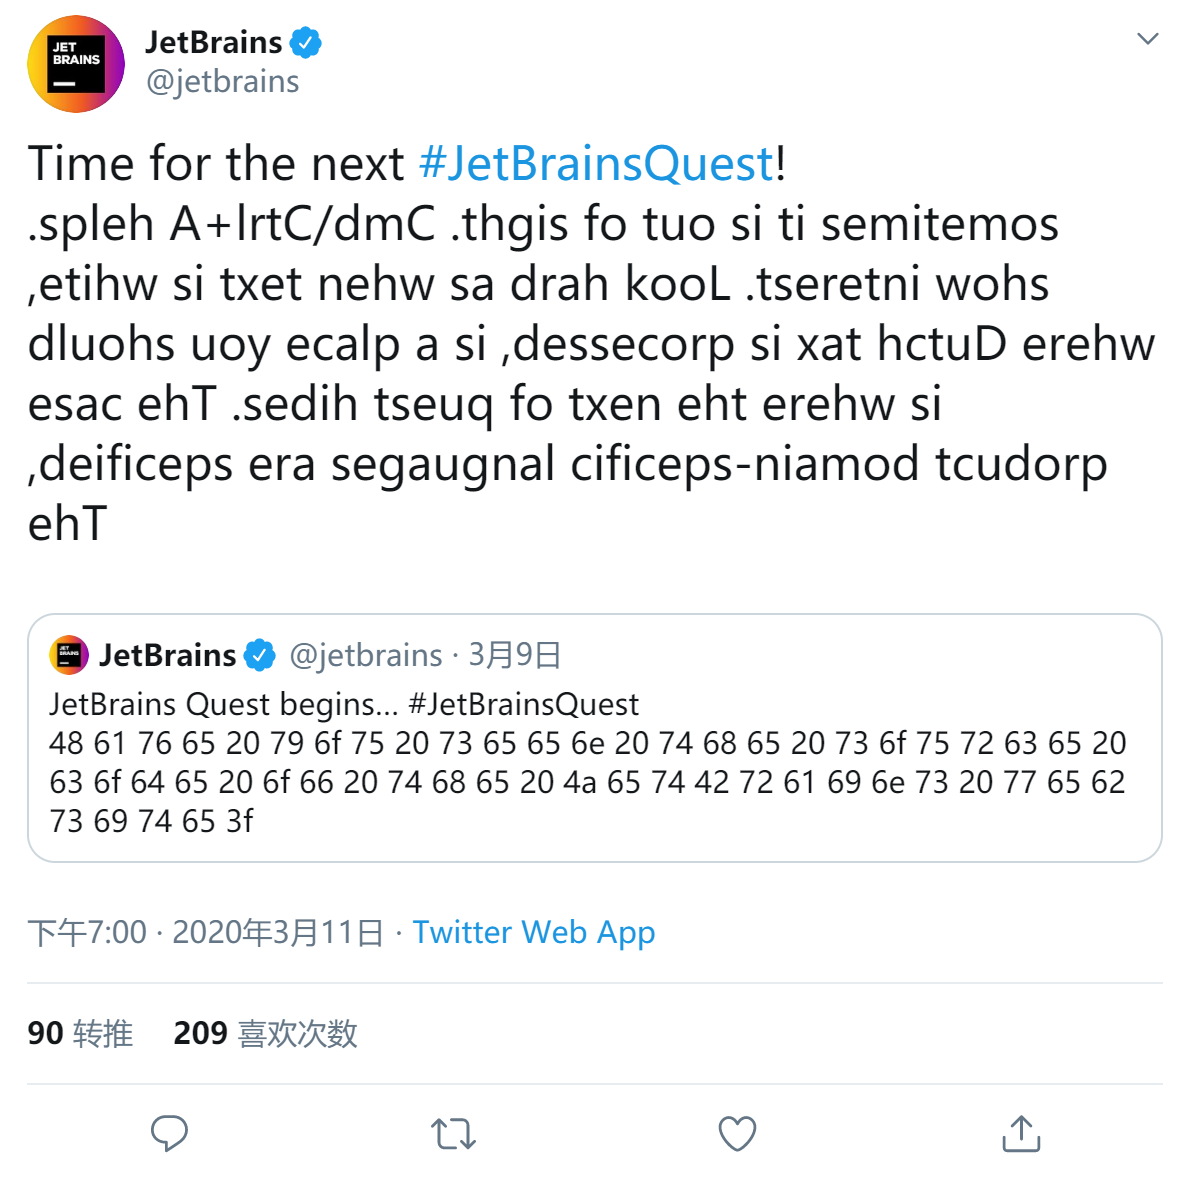 JET
BRAINS
JetBrains
@jetbrains
Time for the next #JetBrainsQuest!
.spleh A+lrtC/dmC .thgis fo tuo si ti semitemos
,etihw si txet nehw sa drah kooL .tseretni wohs
dluohs uoy ecalp a si ,dessecorp si xat hctuD erehw
esac ehT .sedih tseuq fo txen eht erehw si
,deificeps era segaugnal cificeps-niamod tcudorp
ehT
JET
BRAINS
JetBrains @jetbrains · 3月9日
JetBrains Quest begins... #JetBrainsQuest
48 61 76 65 20 79 6f 75 20 73 65 65 6e 20 74 68 65 20 73 6f 75 72 63 65 20
63 6f 64 65 20 6f 66 20 74 68 65 20 4a 65 74 42 72 61 69 6e 73 20 77 65 62
73 69 74 65 3f
下午7:00 · 2020年3月11日 · Twitter Web App
90 转推 209 喜欢次数